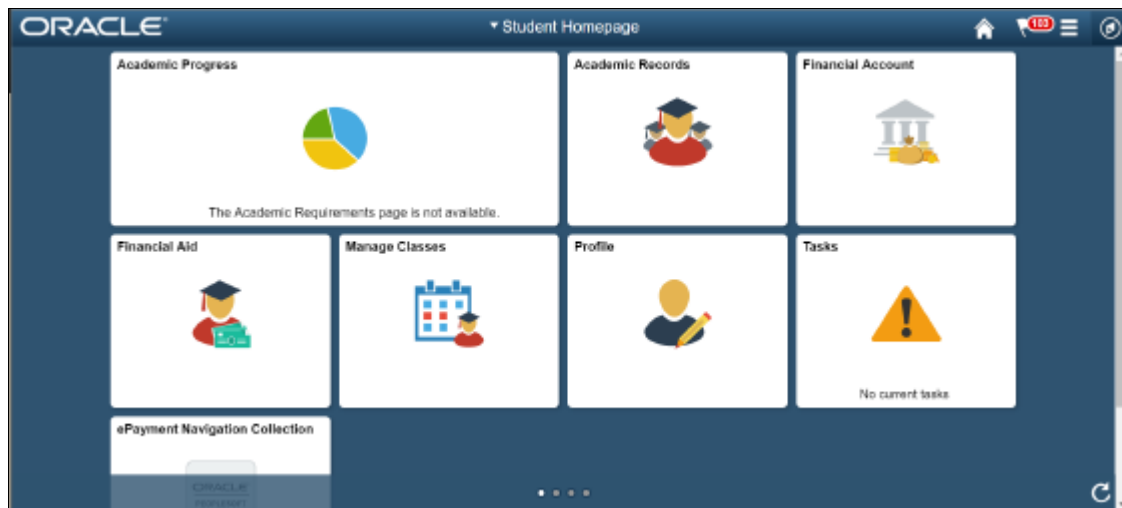 ORACLE
Student Homepage
103
Academic Progress
Academic Records
Financial Account
The Academic Requirements page is not available.
Financial Aid
Manage Classes
Profile
Tasks
No current tasks
ePayment Navigation Collection
ORACLE